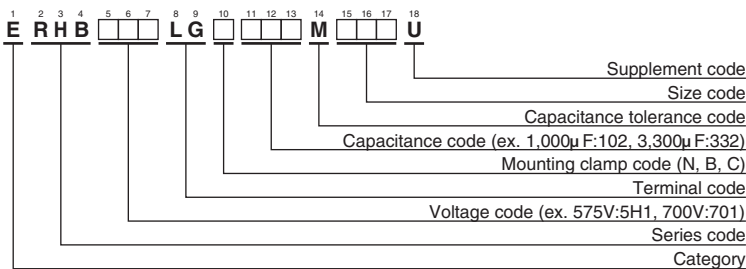 1 2 3 4 5 6 7 8 9 10 11 12 13 14 15 16 17 18
E R H B □□□ L G □ □□□ M □□□ U
Supplement code
Size code
Capacitance tolerance code
Capacitance code (ex. 1,000µF:102, 3,300µF:332)
Mounting clamp code (N, B, C)
Terminal code
Voltage code (ex. 575V:5H1, 700V:701)
Series code
Category